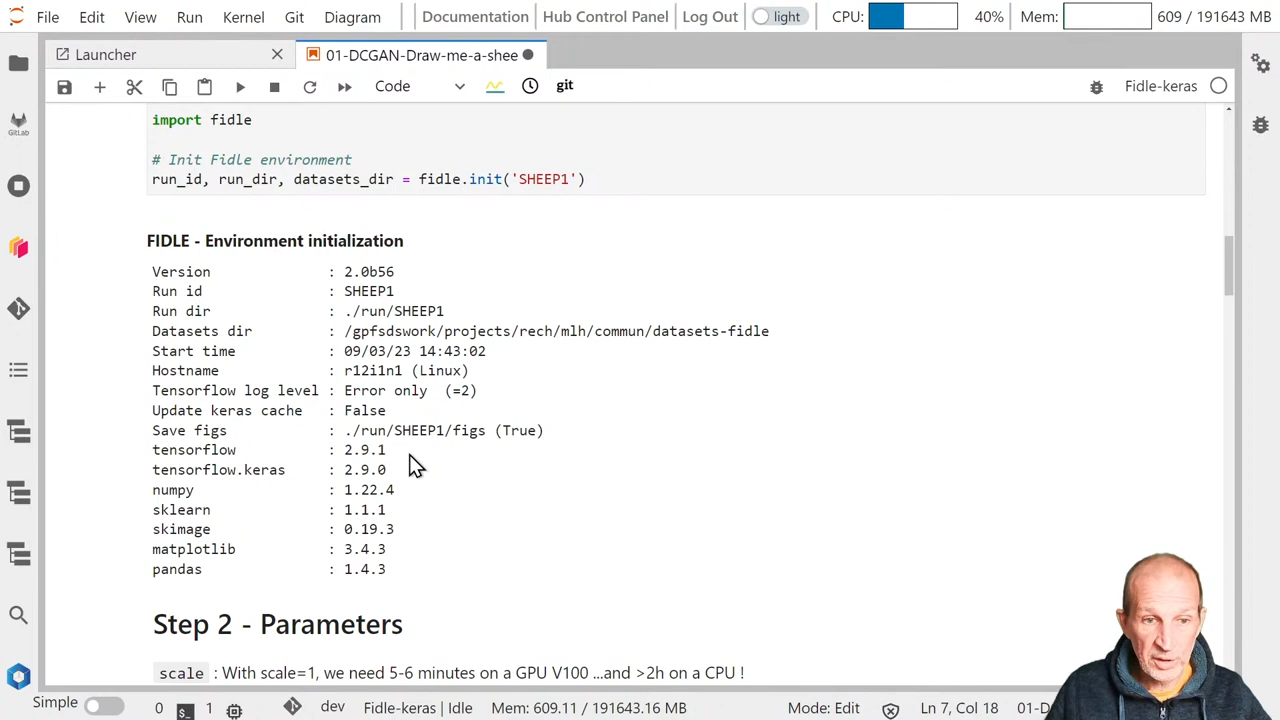 File Edit View Run Kernel Git Diagram Documentation Hub Control Panel Log Out light CPU: 40% Mem: 609 / 191643 MB
Launcher 01-DCGAN-Draw-me-a-shee
Code git Fidle-keras
GitLab
import fidle
# Init Fidle environment
run_id, run_dir, datasets_dir = fidle.init('SHEEP1')
FIDLE - Environment initialization
Version : 2.0b56
Run id : SHEEP1
Run dir : ./run/SHEEP1
Datasets dir : /gpfsdswork/projects/rech/mlh/commun/datasets-fidle
Start time : 09/03/23 14:43:02
Hostname : r12i1n1 (Linux)
Tensorflow log level : Error only (=2)
Update keras cache : False
Save figs : ./run/SHEEP1/figs (True)
tensorflow : 2.9.1
tensorflow.keras : 2.9.0
numpy : 1.22.4
sklearn : 1.1.1
skimage : 0.19.3
matplotlib : 3.4.3
pandas : 1.4.3
Step 2 - Parameters
scale : With scale=1, we need 5-6 minutes on a GPU V100 ...and >2h on a CPU !
Simple 0 1 dev Fidle-keras | Idle Mem: 609.11 / 191643.16 MB Mode: Edit Ln 7, Col 18 01-D